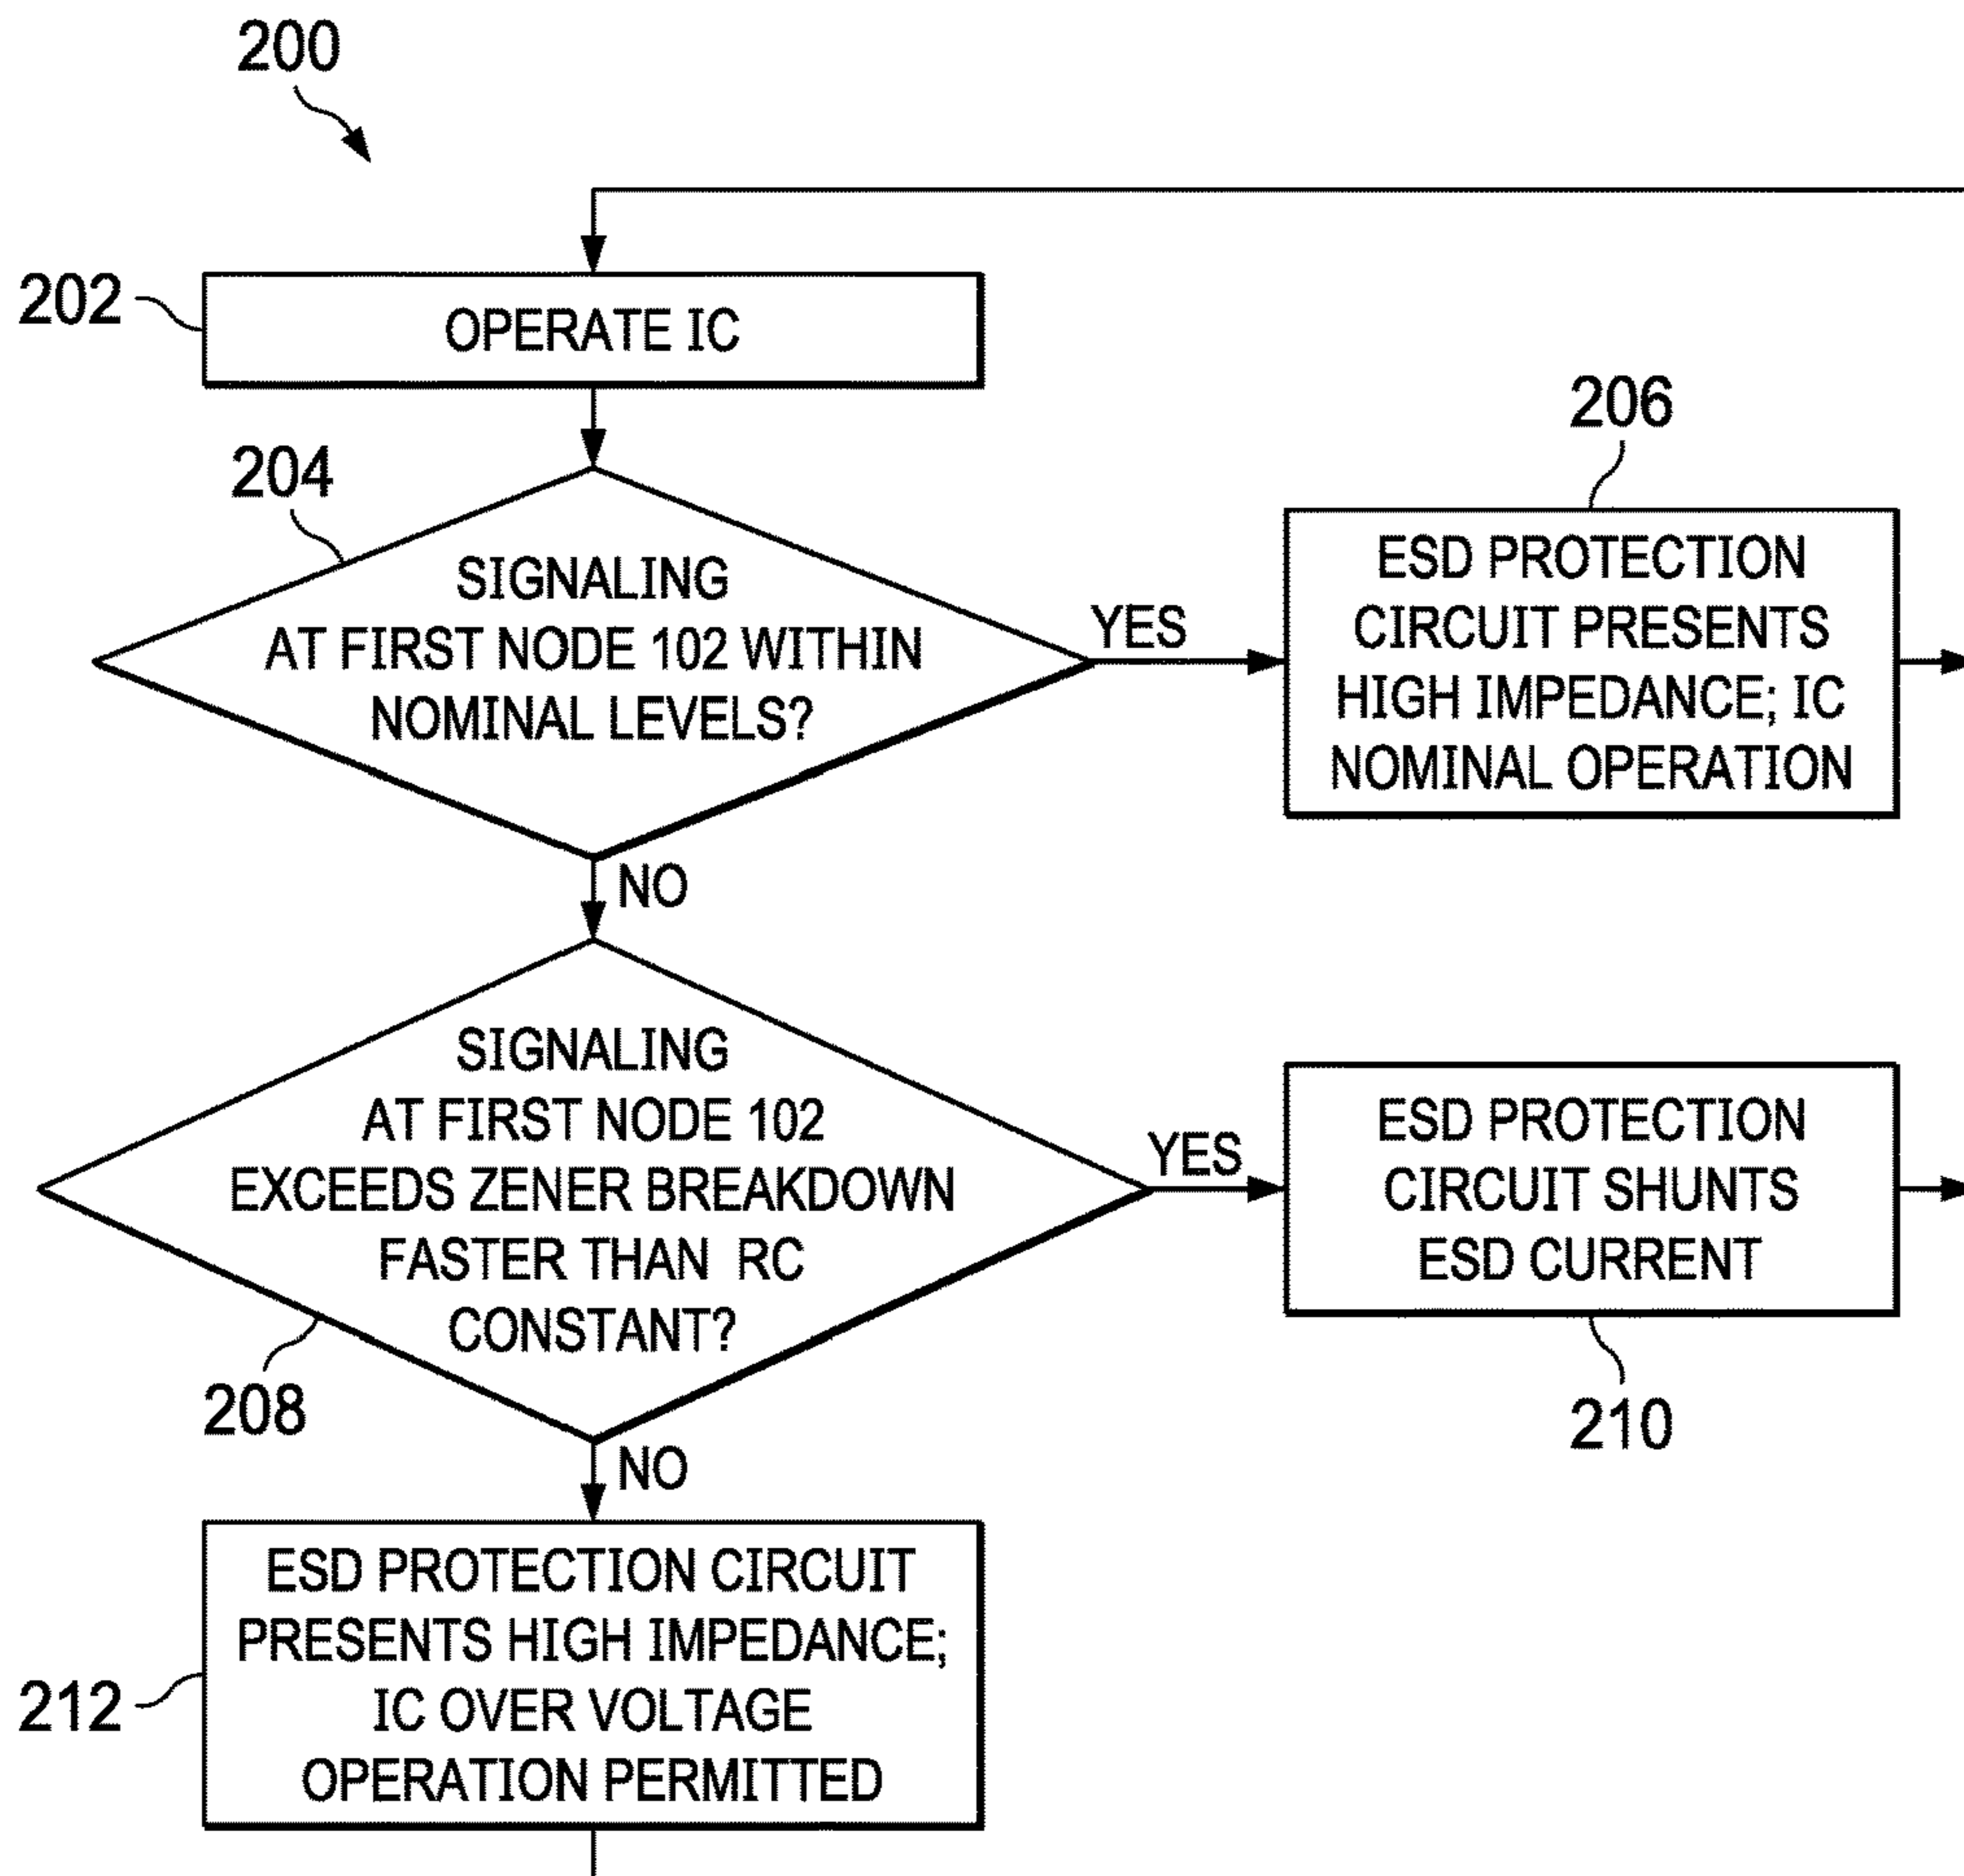 200
202
OPERATE IC
204
SIGNALING
AT FIRST NODE 102 WITHIN
NOMINAL LEVELS?
YES
206
ESD PROTECTION
CIRCUIT PRESENTS
HIGH IMPEDANCE; IC
NOMINAL OPERATION
NO
SIGNALING
AT FIRST NODE 102
EXCEEDS ZENER BREAKDOWN
FASTER THAN RC
CONSTANT?
208
YES
ESD PROTECTION
CIRCUIT SHUNTS
ESD CURRENT
210
NO
ESD PROTECTION CIRCUIT
PRESENTS HIGH IMPEDANCE;
IC OVER VOLTAGE
OPERATION PERMITTED
212